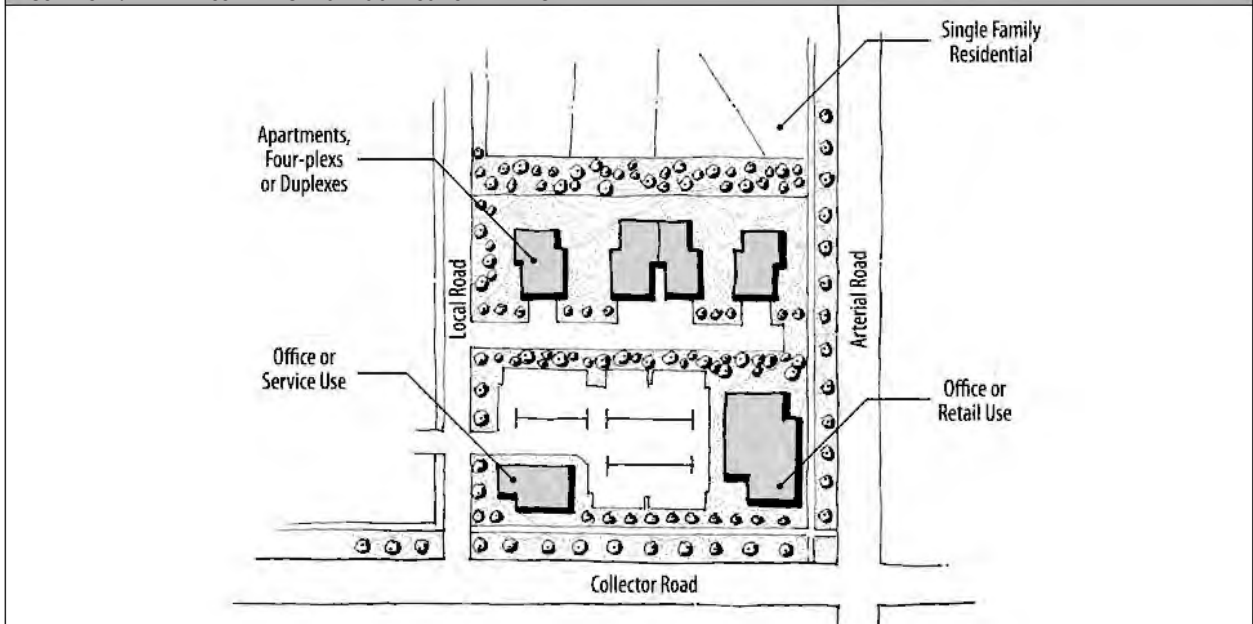 Single Family
Residential
Apartments,
Four-plexs
or Duplexes
Local Road
Arterial Road
Office or
Service Use
Office or
Retail Use
Collector Road